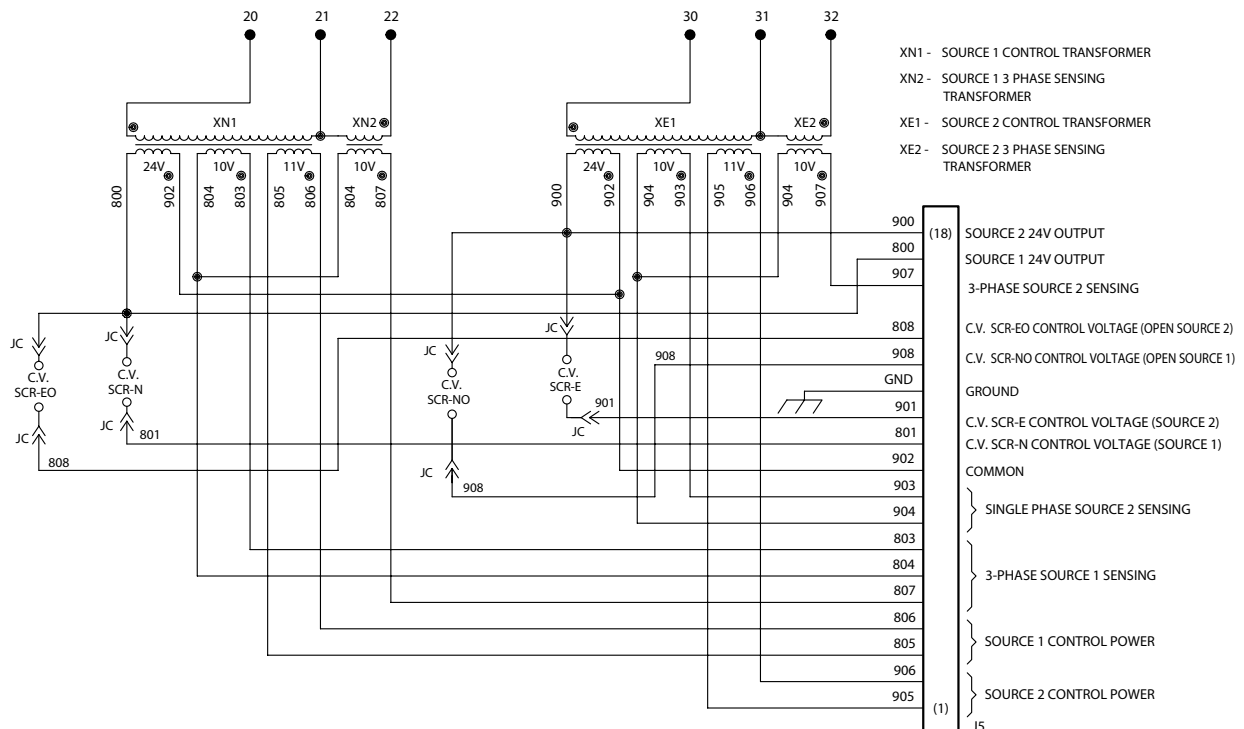 20
21
22
30
31
32
XN1 - SOURCE 1 CONTROL TRANSFORMER
XN2 - SOURCE 1 3 PHASE SENSING
TRANSFORMER
XE1 - SOURCE 2 CONTROL TRANSFORMER
XE2 - SOURCE 2 3 PHASE SENSING
TRANSFORMER
XN1
XN2
XE1
XE2
24V
10V
11V
10V
24V
10V
11V
10V
800
902
804
803
805
806
804
807
900
902
904
903
905
906
904
907
900
(18)
SOURCE 2 24V OUTPUT
800
SOURCE 1 24V OUTPUT
907
3-PHASE SOURCE 2 SENSING
808
C.V. SCR-EO CONTROL VOLTAGE (OPEN SOURCE 2)
908
908
C.V. SCR-NO CONTROL VOLTAGE (OPEN SOURCE 1)
GND
GROUND
901
C.V. SCR-E CONTROL VOLTAGE (SOURCE 2)
801
C.V. SCR-N CONTROL VOLTAGE (SOURCE 1)
902
COMMON
903
904
SINGLE PHASE SOURCE 2 SENSING
803
804
807
3-PHASE SOURCE 1 SENSING
806
805
SOURCE 1 CONTROL POWER
906
905
SOURCE 2 CONTROL POWER
(1)
J5
JC
C.V.
SCR-EO
JC
808
JC
C.V.
SCR-N
JC
801
JC
C.V.
SCR-NO
JC
908
JC
C.V.
SCR-E
901
JC